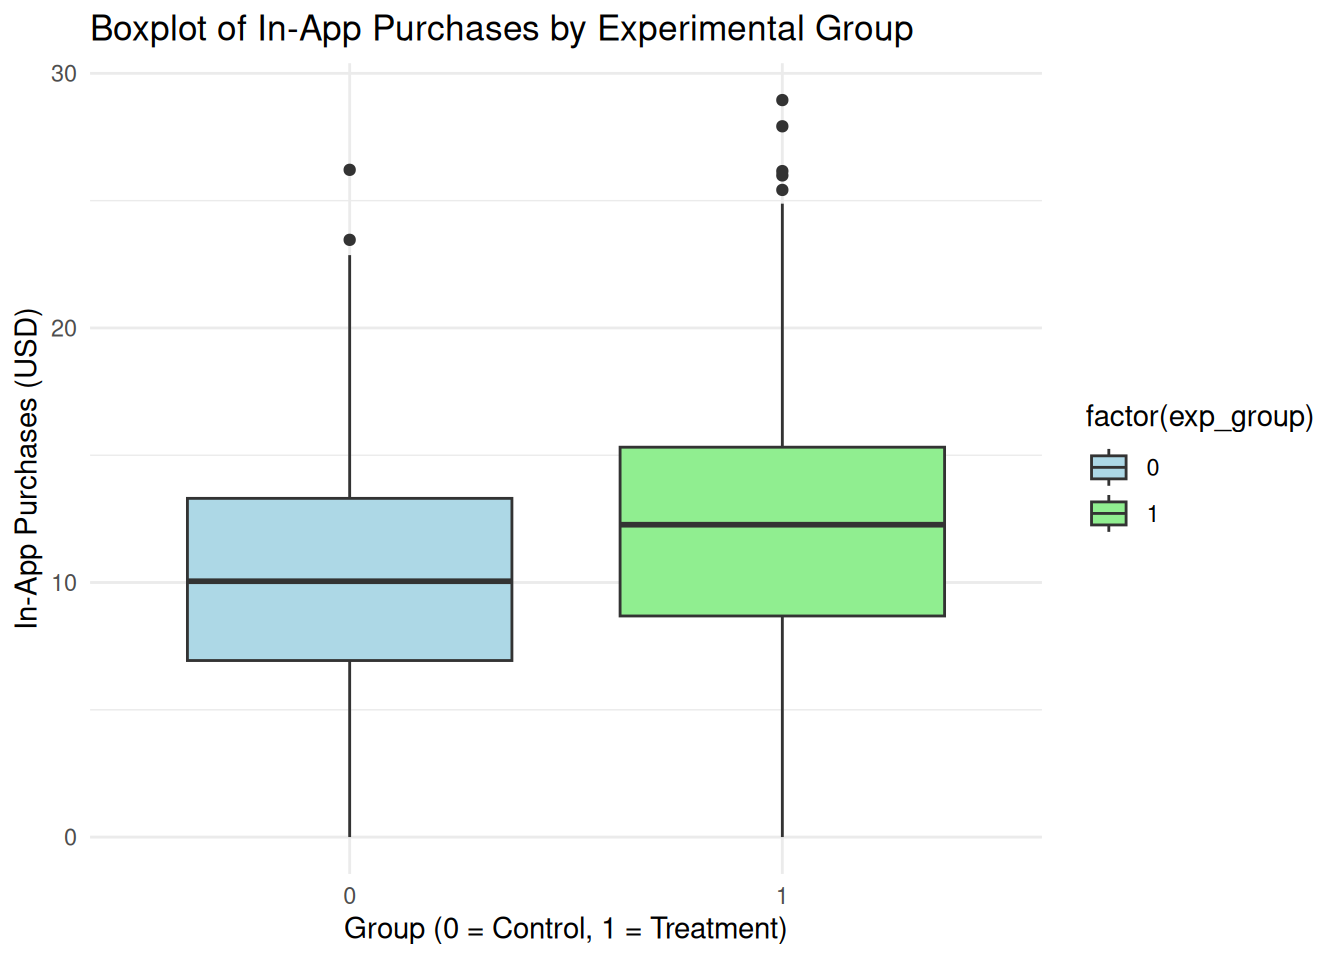 Boxplot of In-App Purchases by Experimental Group
In-App Purchases (USD)
30
20
10
0
0
1
Group (0 = Control, 1 = Treatment)
factor(exp_group)
0
1